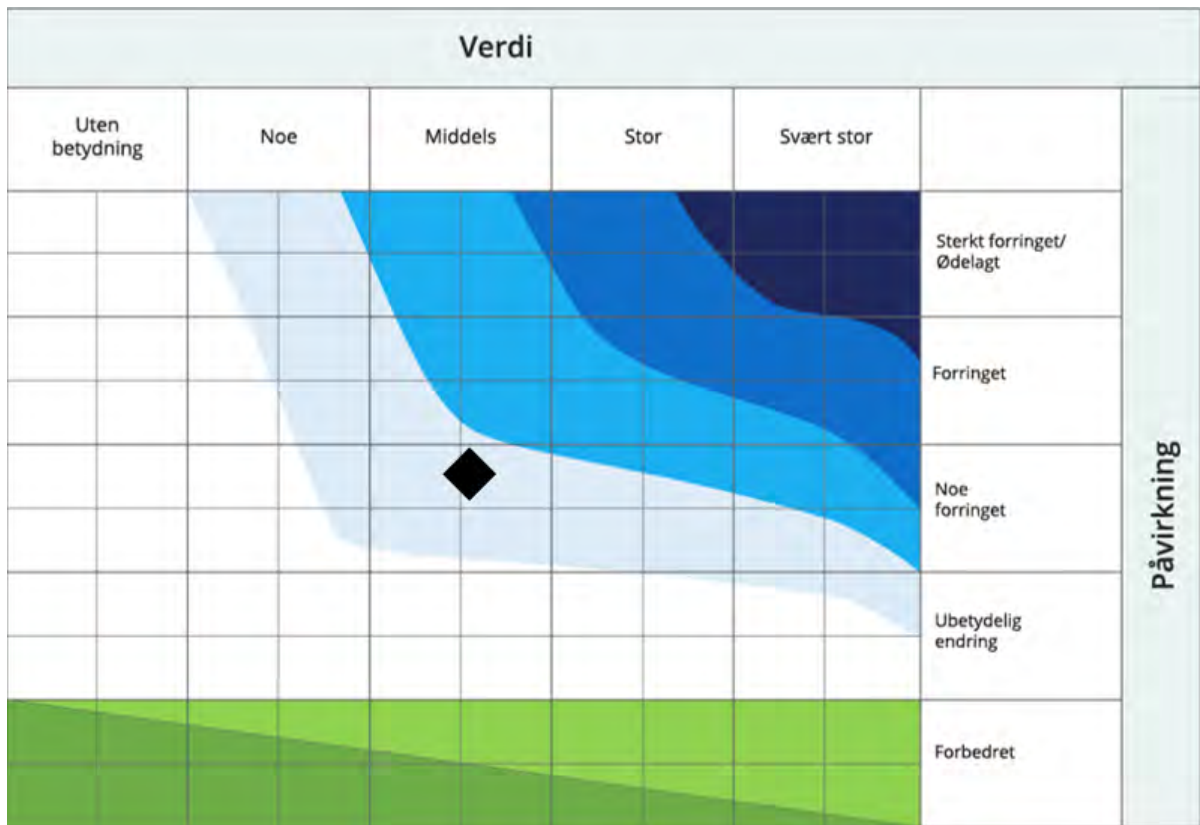 Verdi
Uten
betydning
Noe
Middels
Stor
Svært stor
Sterkt forringet/
Ødelagt
Forringet
Noe
forringet
Ubetydelig
endring
Forbedret
Påvirkning